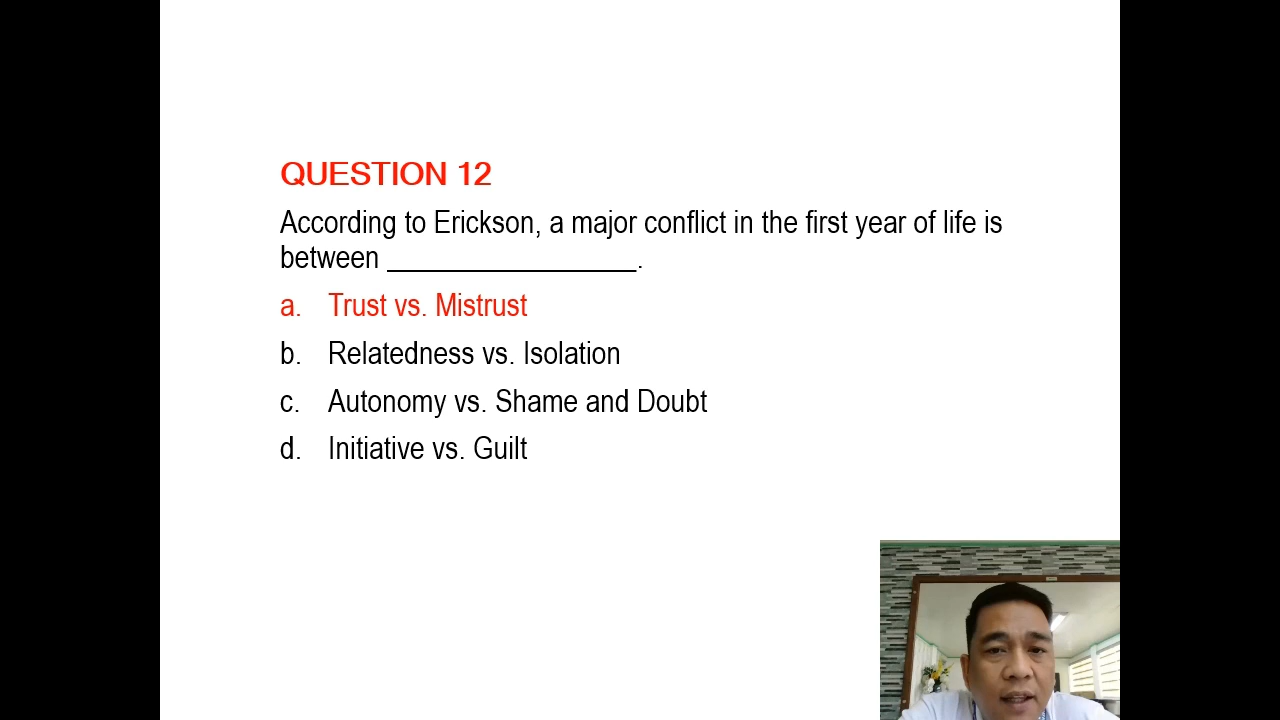 QUESTION 12
According to Erickson, a major conflict in the first year of life is
between _________________.
a. Trust vs. Mistrust
b. Relatedness vs. Isolation
c. Autonomy vs. Shame and Doubt
d. Initiative vs. Guilt